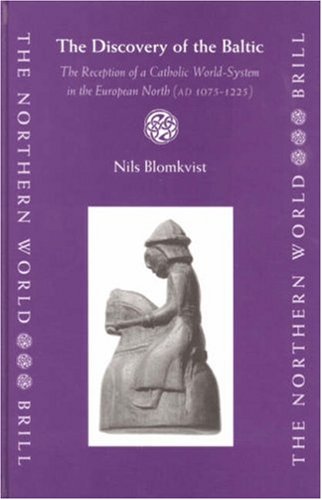 The Discovery of the Baltic
The Reception of a Catholic World-System
in the European North (AD 1075-1225)
Nils Blomkvist
THE NORTHERN WORLD
BRILL
THE NORTHERN WORLD
BRILL